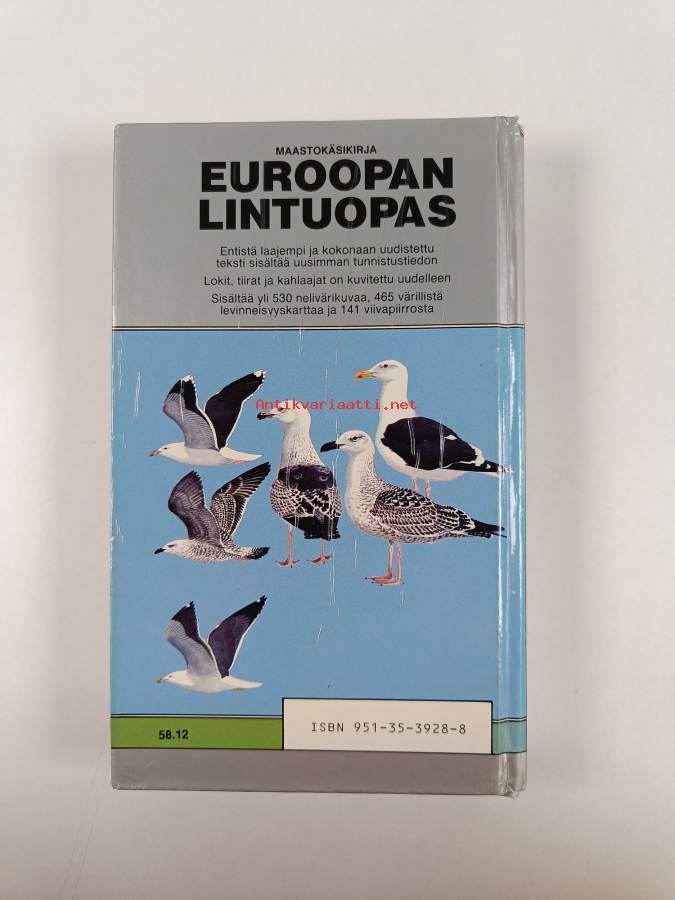 MAASTOKÄSIKIRJA
EUROOPAN
LINTUOPAS
Entistä laajempi ja kokonaan uudistettu
teksti sisältää uusimman tunnistustiedon
Lokit, tiirat ja kahlaajat on kuvitettu uudelleen
Sisältää yli 530 nelivärikuvaa, 465 värillistä
levinneisyyskarttaa ja 141 viivapiirrosta
Antikvariaatti.net
58.12
ISBN 951-35-3928-8